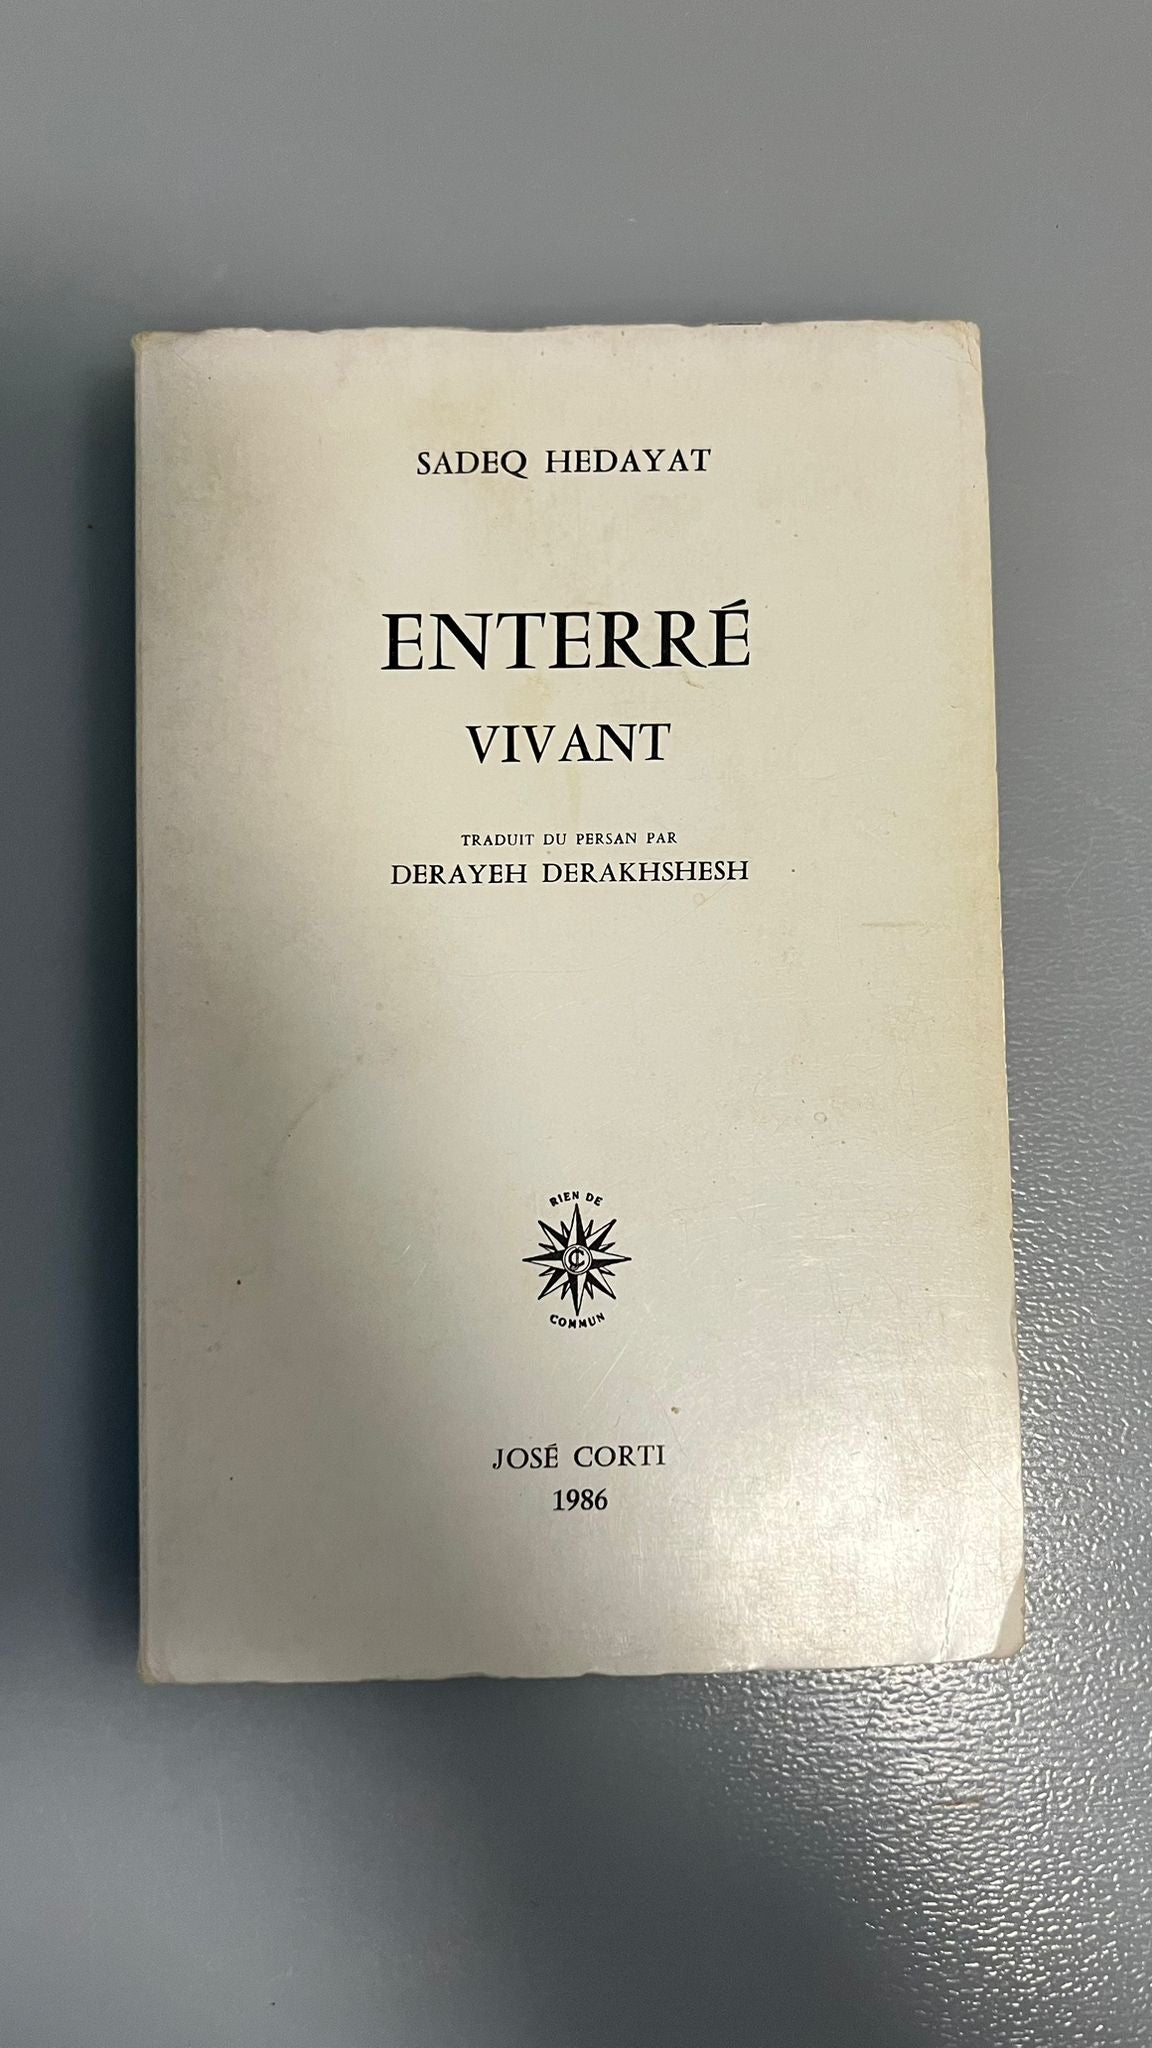 SADEQ HEDAYAT
ENTERRÉ
VIVANT
TRADUIT DU PERSAN PAR
DERAYEH DERAKHSHESH
RIEN DE
COMMUN
JOSÉ CORTI
1986